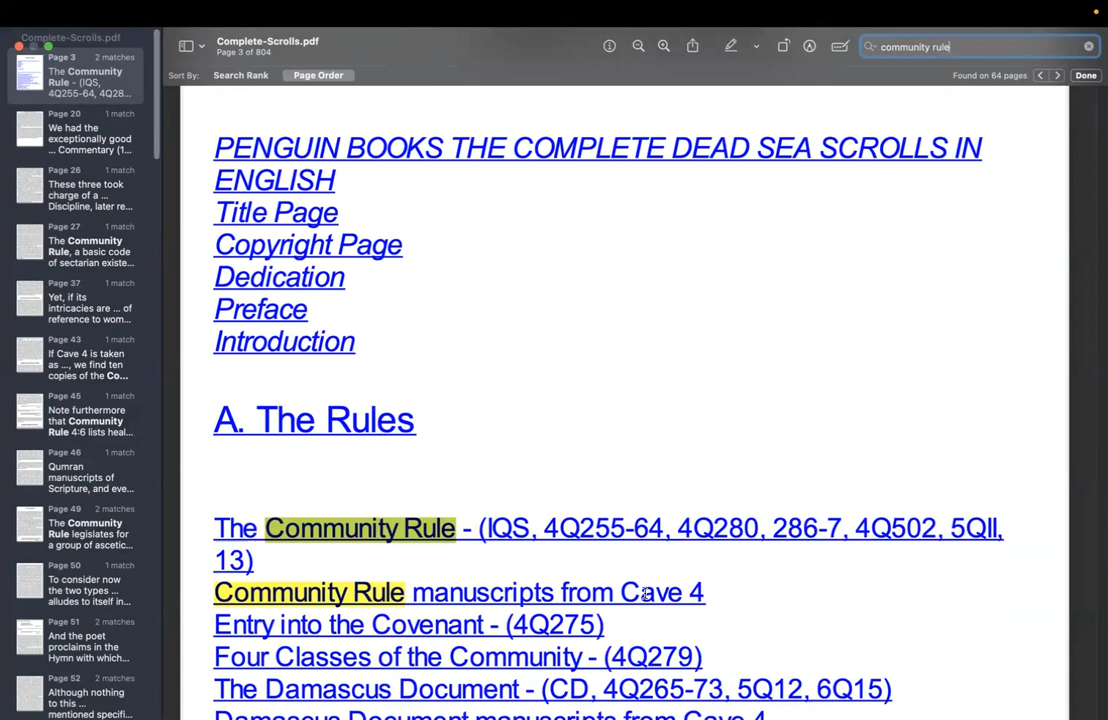 Complete-Scrolls.pdf
Page 3 2 matches
The Community
Rule - (IQS,
4Q255-64, 4Q28...
Page 20 1 match
We had the
exceptionally good
... Commentary (1...
Page 26 1 match
These three took
charge of a ...
Discipline, later re...
Page 27 1 match
The Community
Rule, a basic code
of sectarian existe...
Page 37 1 match
Yet, if its
intricacies are ... of
reference to wom...
Page 43 1 match
If Cave 4 is taken
as ..., we find ten
copies of the Co...
Page 45 1 match
Note furthermore
that Community
Rule 4:6 lists heal...
Page 46 1 match
Qumran
manuscripts of
Scripture, and eve...
Page 49 2 matches
The Community
Rule legislates for
a group of ascetic...
Page 50 1 match
To consider now
the two types ...
alludes to itself in...
Page 51 1 match
And the poet
proclaims in the
Hymn with which...
Page 52 2 matches
Although nothing
to this ...
mentioned specifi...
Complete-Scrolls.pdf
Page 3 of 804
community rule
Sort By: Search Rank Page Order
Found on 64 pages Done
PENGUIN BOOKS THE COMPLETE DEAD SEA SCROLLS IN
ENGLISH
Title Page
Copyright Page
Dedication
Preface
Introduction
A. The Rules
The Community Rule - (IQS, 4Q255-64, 4Q280, 286-7, 4Q502, 5QII,
13)
Community Rule manuscripts from Cave 4
Entry into the Covenant - (4Q275)
Four Classes of the Community - (4Q279)
The Damascus Document - (CD, 4Q265-73, 5Q12, 6Q15)
Damascus Document manuscripts from Cave 4